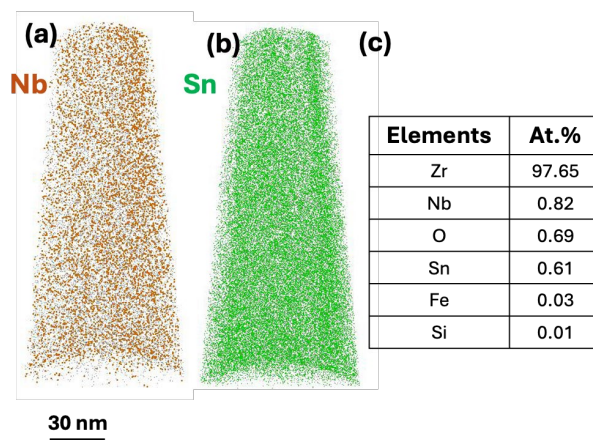 (a)
Nb
(b)
Sn
(c)
Elements At.%
Zr 97.65
Nb 0.82
O 0.69
Sn 0.61
Fe 0.03
Si 0.01
30 nm